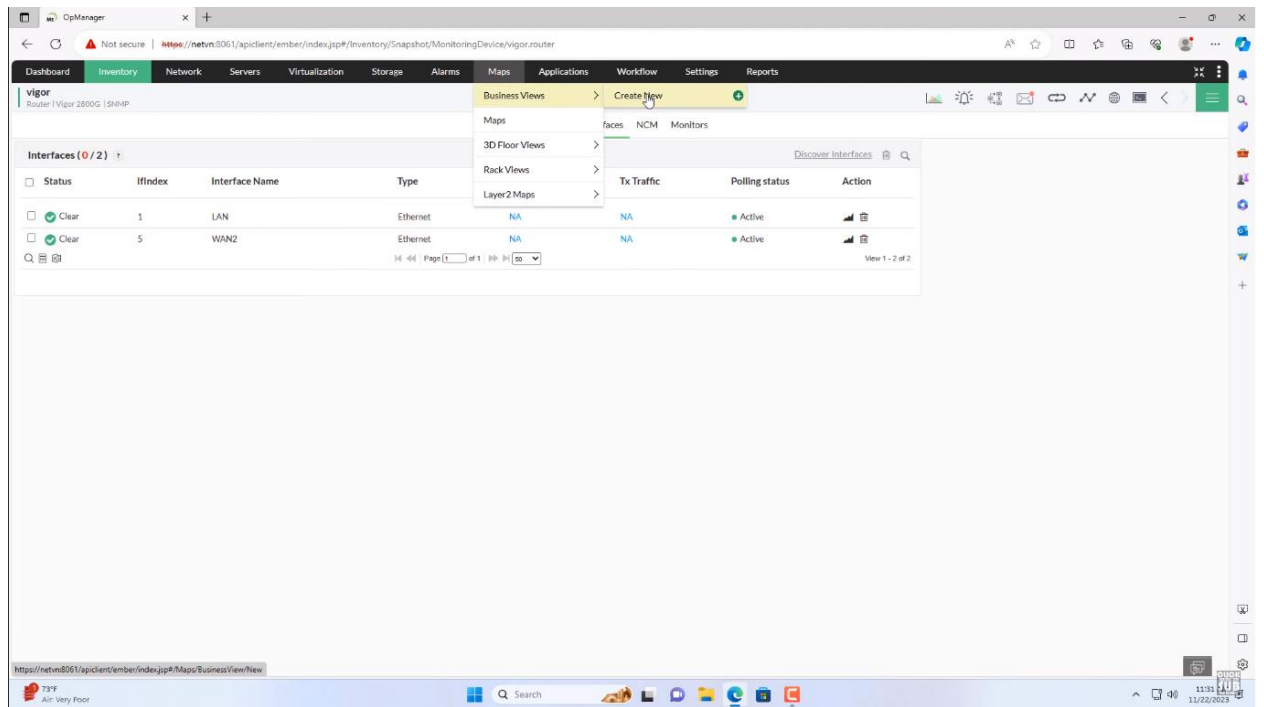 OpManager
Not secure | https://netvn:8061/apiclient/ember/index.jsp#/Inventory/Snapshot/MonitoringDevice/vigor.router
Dashboard Inventory Network Servers Virtualization Storage Alarms Maps Applications Workflow Settings Reports
vigor
Router | Vigor 2800G | SNMP
Business Views > Create New
Maps
faces NCM Monitors
3D Floor Views >
Rack Views >
Layer2 Maps >
Interfaces (0 / 2) ?
Discover Interfaces
Status IfIndex Interface Name Type Tx Traffic Polling status Action
Clear 1 LAN Ethernet NA NA Active
Clear 5 WAN2 Ethernet NA NA Active
Page 1 of 1 50 View 1 - 2 of 2
https://netvn:8061/apiclient/ember/index.jsp#/Maps/BusinessView/New
73°F
Air: Very Poor
Search
11:31
11/22/2023